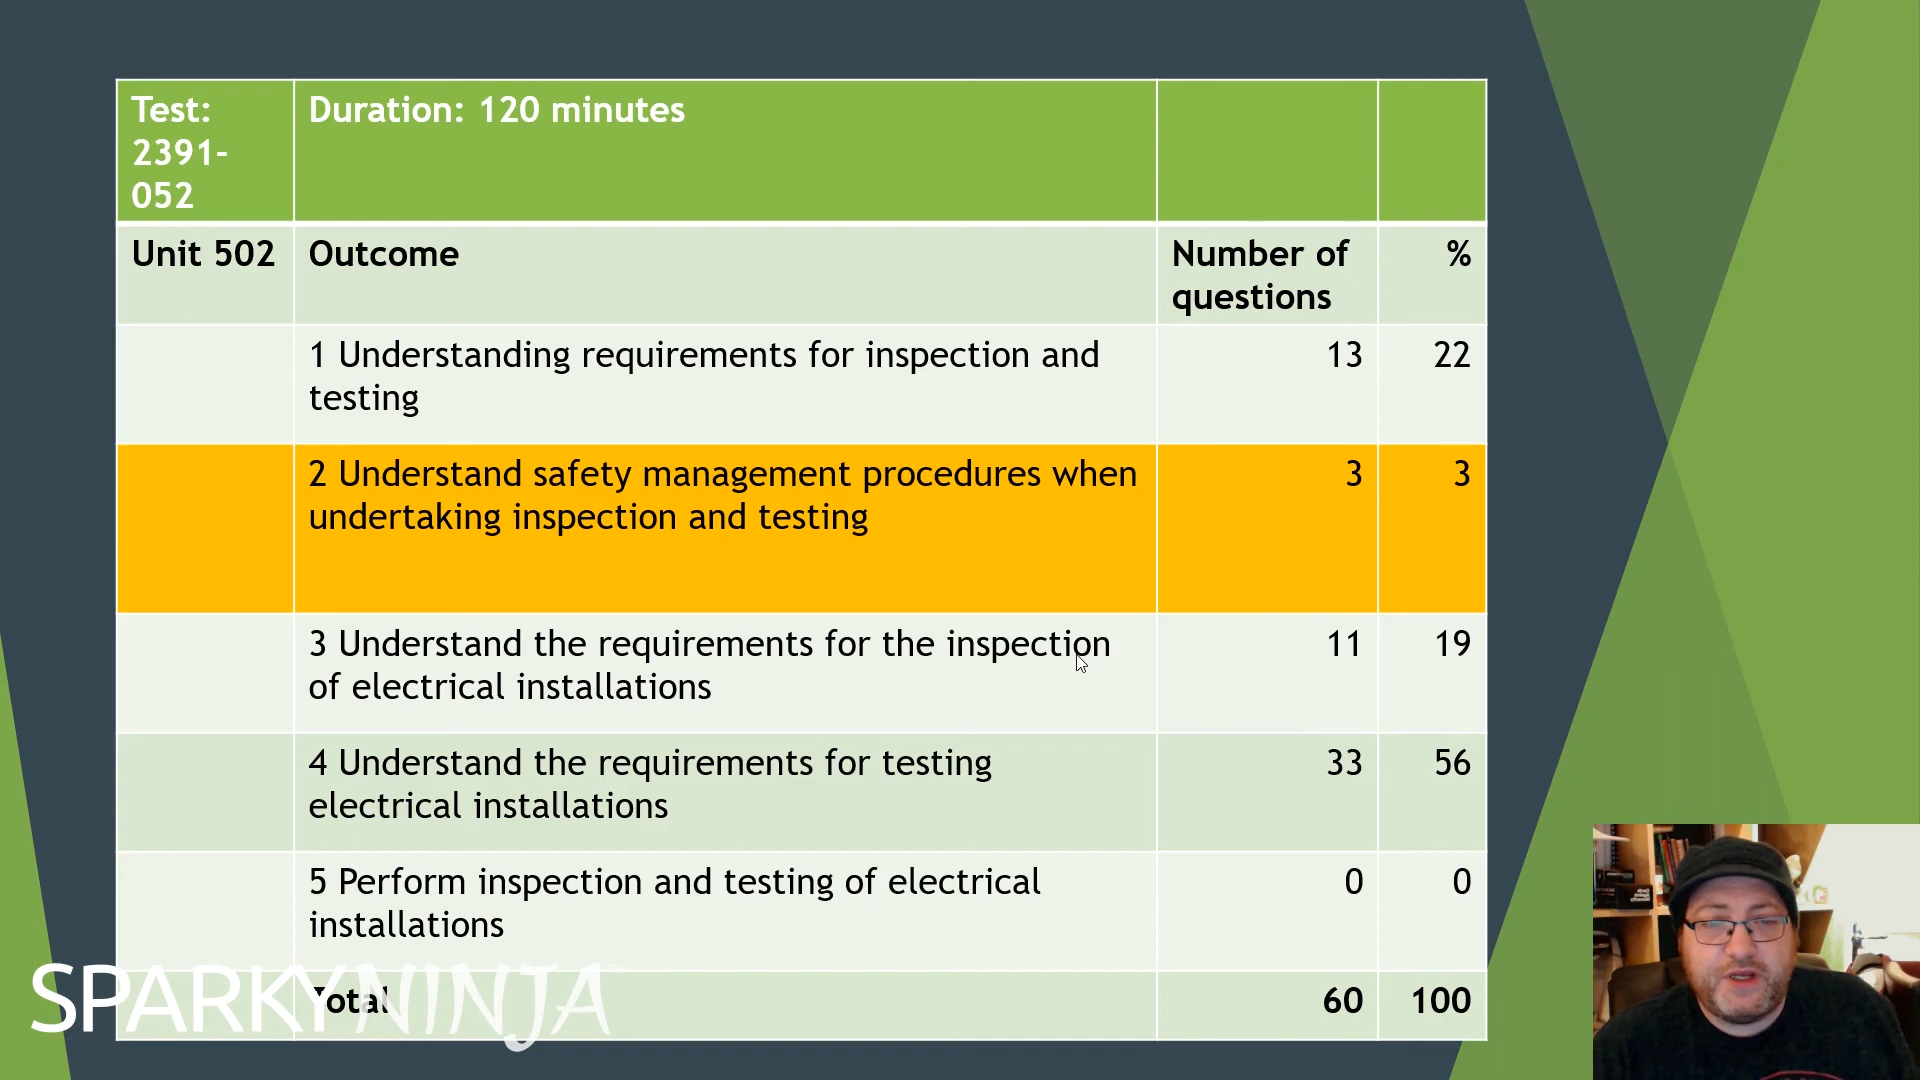 Test:
2391-
052
Duration: 120 minutes
Unit 502
Outcome
Number of
questions
%
1 Understanding requirements for inspection and
testing
13
22
2 Understand safety management procedures when
undertaking inspection and testing
3
3
3 Understand the requirements for the inspection
of electrical installations
11
19
4 Understand the requirements for testing
electrical installations
33
56
5 Perform inspection and testing of electrical
installations
0
0
Total
60
100
SPARKYNINJA